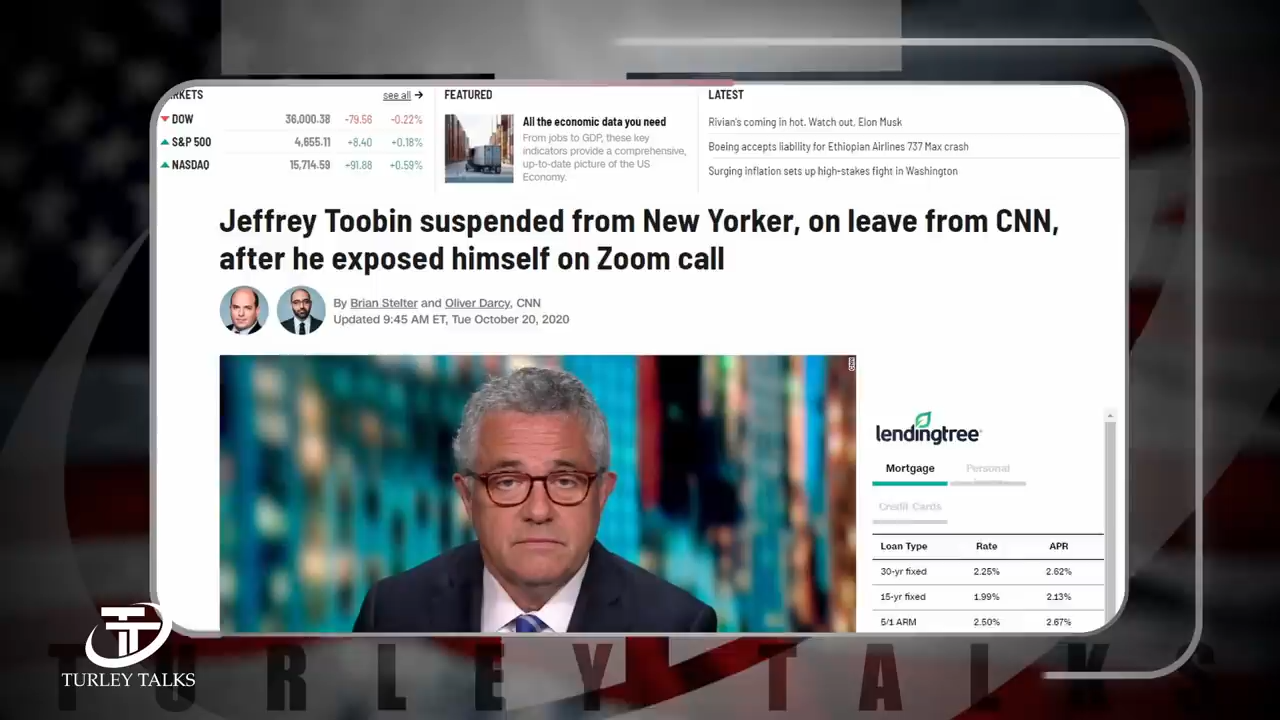 RKETS
see all →
DOW 36,000.38 -79.56 -0.22%
S&P 500 4,655.11 +8.40 +0.18%
NASDAQ 15,714.59 +91.88 +0.59%
FEATURED
All the economic data you need
From jobs to GDP, these key
indicators provide a comprehensive,
up-to-date picture of the US
Economy.
LATEST
Rivian's coming in hot. Watch out, Elon Musk
Boeing accepts liability for Ethiopian Airlines 737 Max crash
Surging inflation sets up high-stakes fight in Washington
Jeffrey Toobin suspended from New Yorker, on leave from CNN,
after he exposed himself on Zoom call
By Brian Stelter and Oliver Darcy, CNN
Updated 9:45 AM ET, Tue October 20, 2020
CNN
lendingtree
Mortgage
Personal
Credit Cards
Loan Type Rate APR
30-yr fixed 2.25% 2.62%
15-yr fixed 1.99% 2.13%
5/1 ARM 2.50% 2.67%
TURLEY TALKS
TURLEY TALKS